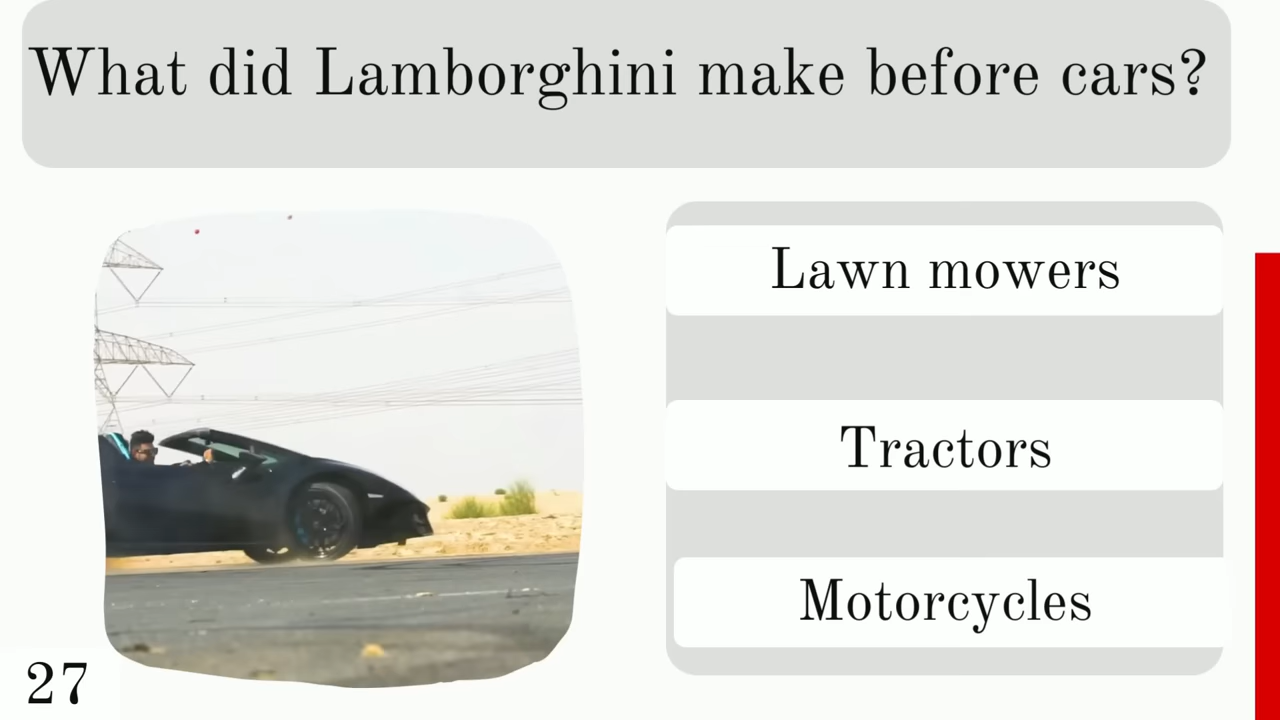 What did Lamborghini make before cars?
Lawn mowers
Tractors
Motorcycles
27